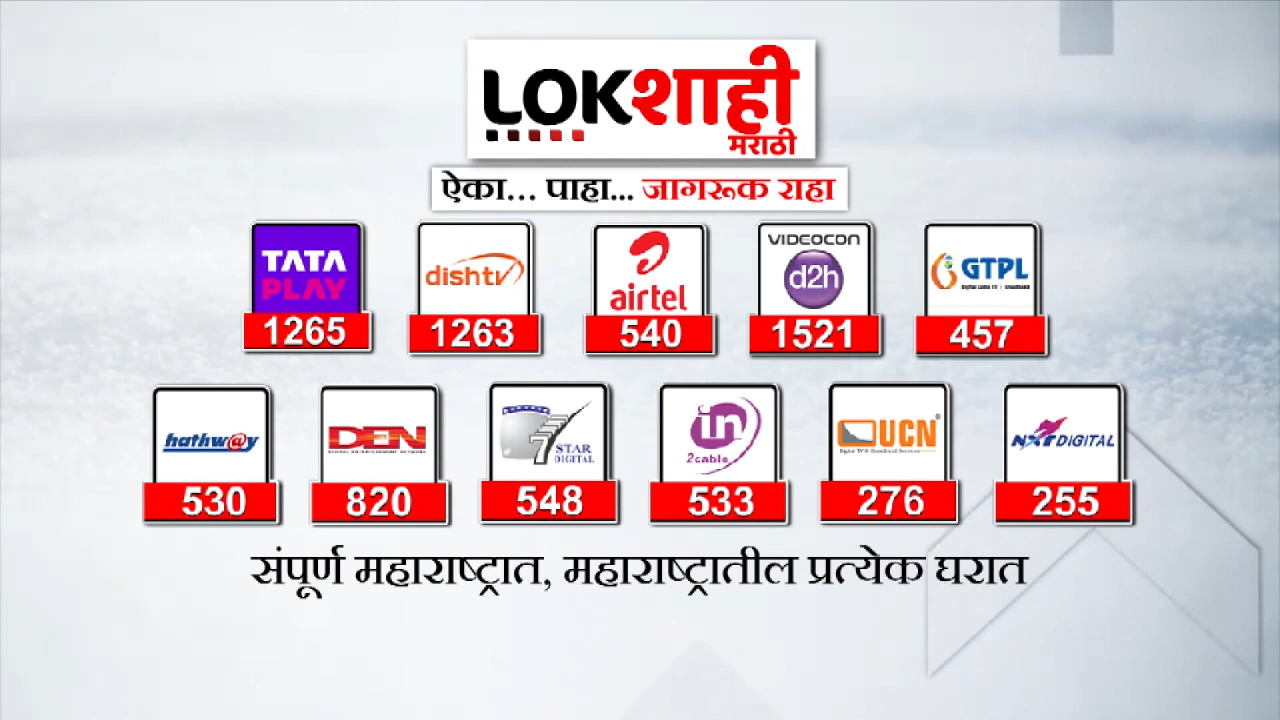 LOKशाही
मराठी
ऐका... पाहा... जागरूक राहा
TATA PLAY
dishtv
airtel
VIDEOCON d2h
GTPL
1265
1263
540
1521
457
hathw@y
DEN
7 STAR DIGITAL
in 2cable
UCN
NXT DIGITAL
530
820
548
533
276
255
संपूर्ण महाराष्ट्रात, महाराष्ट्रातील प्रत्येक घरात